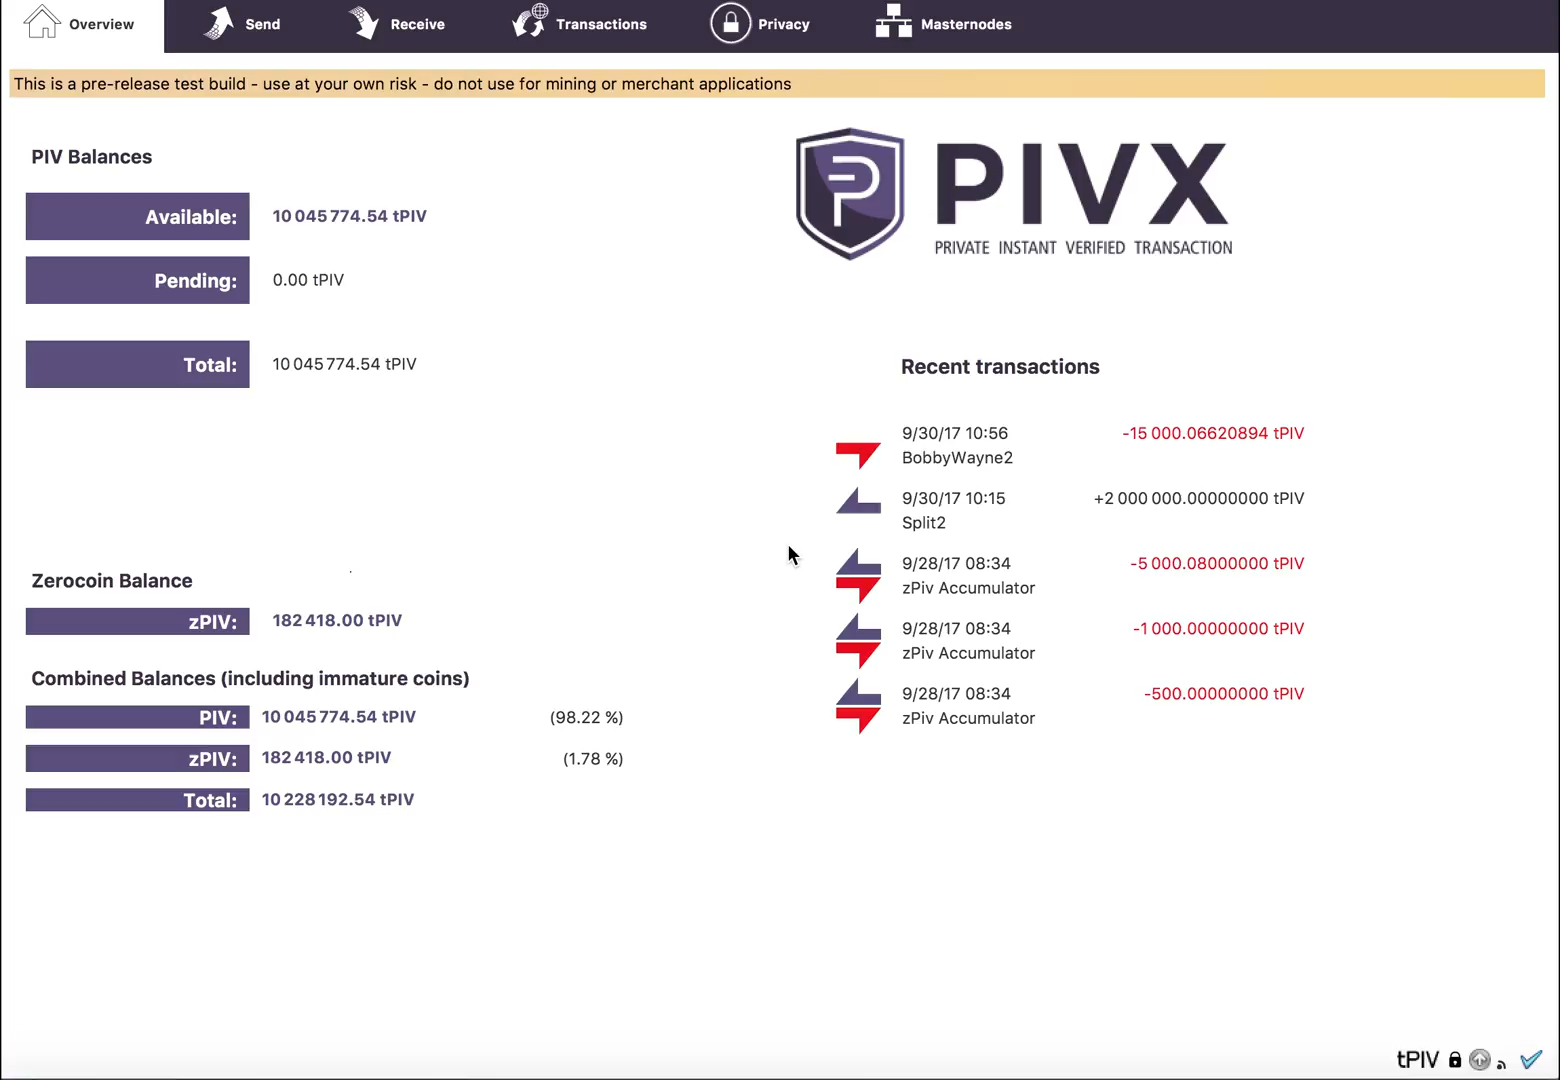 Overview Send Receive Transactions Privacy Masternodes
This is a pre-release test build - use at your own risk - do not use for mining or merchant applications
PIV Balances
Available: 10 045 774.54 tPIV
Pending: 0.00 tPIV
Total: 10 045 774.54 tPIV
Zerocoin Balance
zPIV: 182 418.00 tPIV
Combined Balances (including immature coins)
PIV: 10 045 774.54 tPIV (98.22 %)
zPIV: 182 418.00 tPIV (1.78 %)
Total: 10 228 192.54 tPIV
PIVX
PRIVATE INSTANT VERIFIED TRANSACTION
Recent transactions
9/30/17 10:56 -15 000.06620894 tPIV
BobbyWayne2
9/30/17 10:15 +2 000 000.00000000 tPIV
Split2
9/28/17 08:34 -5 000.08000000 tPIV
zPiv Accumulator
9/28/17 08:34 -1 000.00000000 tPIV
zPiv Accumulator
9/28/17 08:34 -500.00000000 tPIV
zPiv Accumulator
tPIV